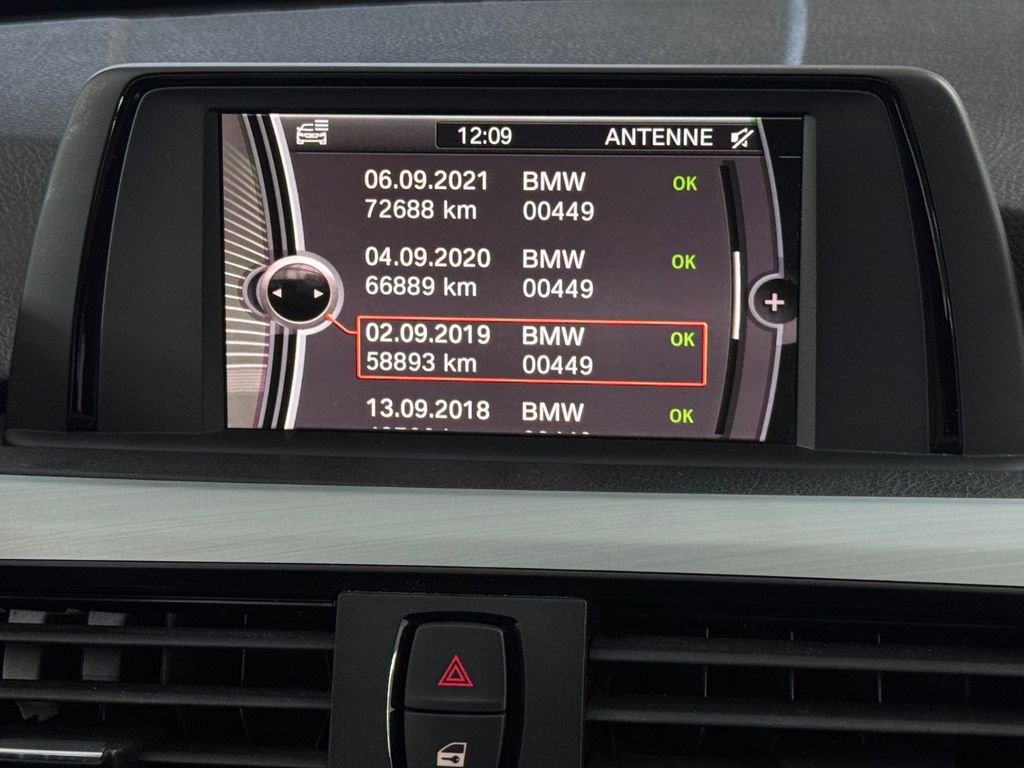 12:09 ANTENNE
06.09.2021 BMW OK
72688 km 00449
04.09.2020 BMW OK
66889 km 00449
02.09.2019 BMW OK
58893 km 00449
13.09.2018 BMW OK